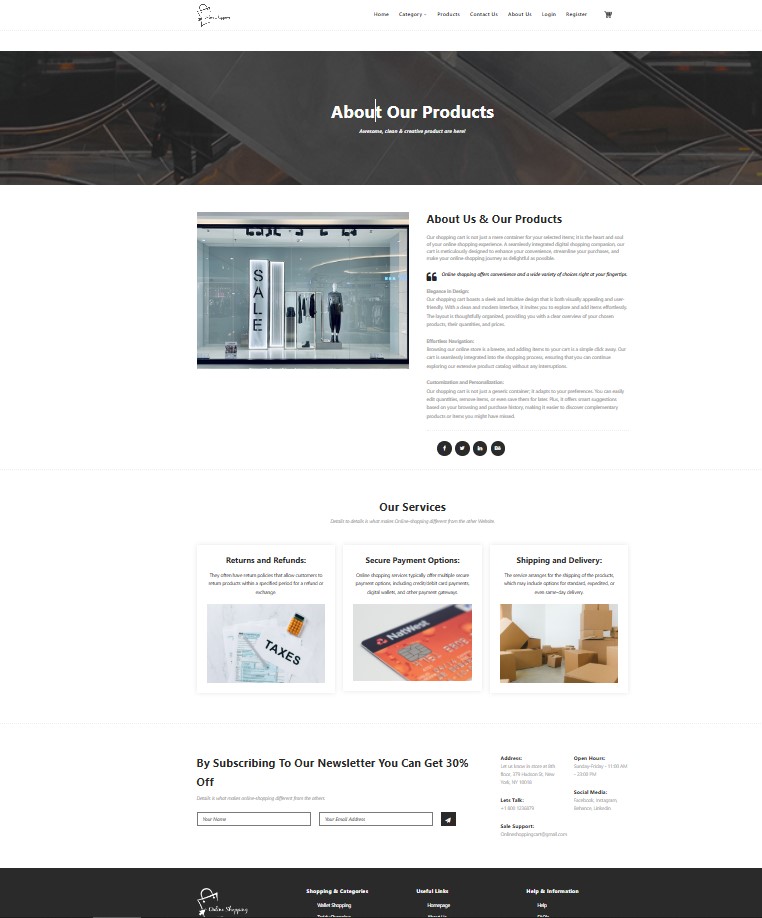 Online Shopping
Home Category Products Contact Us About Us Login Register
About Our Products
Awesome, clean & creative product are here!
SALE
About Us & Our Products
Our shopping cart is not just a mere container for your selected items; it is the heart and soul
of your online shopping experience. A seamlessly integrated digital shopping companion, our
cart is meticulously designed to enhance your convenience, streamline your purchases, and
make your online shopping journey as delightful as possible.
Online shopping offers convenience and a wide variety of choices right at your fingertips.
Elegance in Design:
Our shopping cart boasts a sleek and intuitive design that is both visually appealing and user-
friendly. With a clean and modern interface, it invites you to explore and add items effortlessly.
The layout is thoughtfully organized, providing you with a clear overview of your chosen
products, their quantities, and prices.
Effortless Navigation:
Browsing our online store is a breeze, and adding items to your cart is a simple click away. Our
cart is seamlessly integrated into the shopping process, ensuring that you can continue
exploring our extensive product catalog without any interruptions.
Customization and Personalization:
Our shopping cart is not just a generic container; it adapts to your preferences. You can easily
edit quantities, remove items, or even save them for later. Plus, it offers smart suggestions
based on your browsing and purchase history, making it easier to discover complementary
products or items you might have missed.
Our Services
Details to details is what makes Online-shopping different from the other Website.
Returns and Refunds:
They often have return policies that allow customers to
return products within a specified period for a refund or
exchange.
TAXES
Secure Payment Options:
Online shopping services typically offer multiple secure
payment options, including credit/debit card payments,
digital wallets, and other payment gateways.
NatWest
Shipping and Delivery:
The service arranges for the shipping of the products,
which may include options for standard, expedited, or
even same-day delivery.
By Subscribing To Our Newsletter You Can Get 30%
Off
Details is what makes online-shopping different from the others.
Your Name
Your Email Address
Address:
Let us know in store at 8th
floor, 379 Hudson St, New
York, NY 10018
Lets Talk:
+1 800 1236879
Sale Support:
Onlineshopping.art@gmail.com
Open Hours:
Sunday-Friday - 11:00 AM
- 23:00 PM
Social Media:
Facebook, Instagram,
Behance, Linkedin
Online Shopping
Shopping & Categories
Wallet Shopping
Useful Links
Homepage
About Us
Help & Information
Help
FAQ's